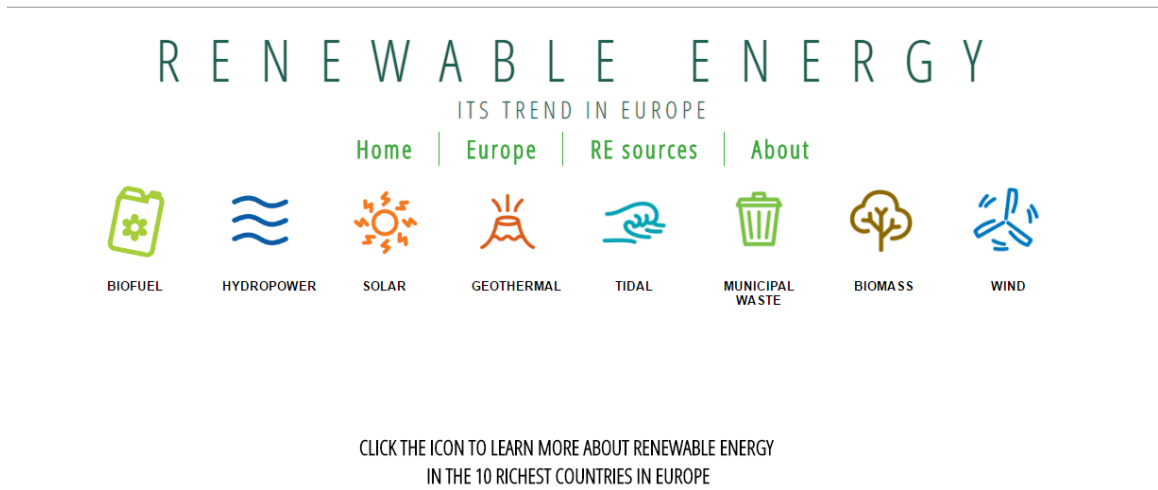 RENEWABLE ENERGY
ITS TREND IN EUROPE
Home Europe RE sources About
BIOFUEL HYDROPOWER SOLAR GEOTHERMAL TIDAL MUNICIPAL WASTE BIOMASS WIND
CLICK THE ICON TO LEARN MORE ABOUT RENEWABLE ENERGY
IN THE 10 RICHEST COUNTRIES IN EUROPE